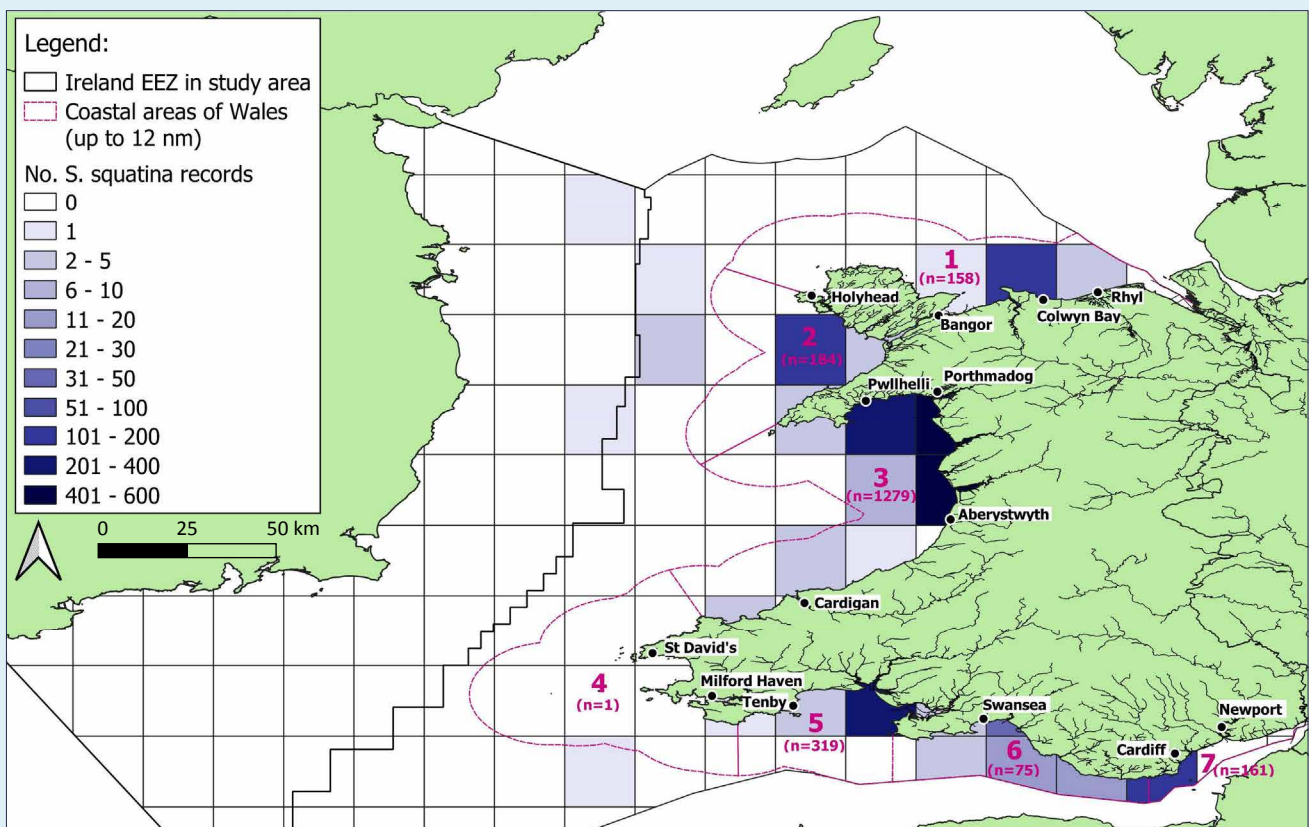 Legend:
Ireland EEZ in study area
Coastal areas of Wales
(up to 12 nm)
No. S. squatina records
0
1
2 - 5
6 - 10
11 - 20
21 - 30
31 - 50
51 - 100
101 - 200
201 - 400
401 - 600
0 25 50 km
1
(n=158)
Holyhead
Rhyl
Colwyn Bay
Bangor
2
(n=184)
Porthmadog
Pwllhelli
3
(n=1279)
Aberystwyth
Cardigan
St David's
4
(n=1)
Milford Haven
Tenby
5
(n=319)
Swansea
Newport
6
(n=75)
Cardiff
7 (n=161)